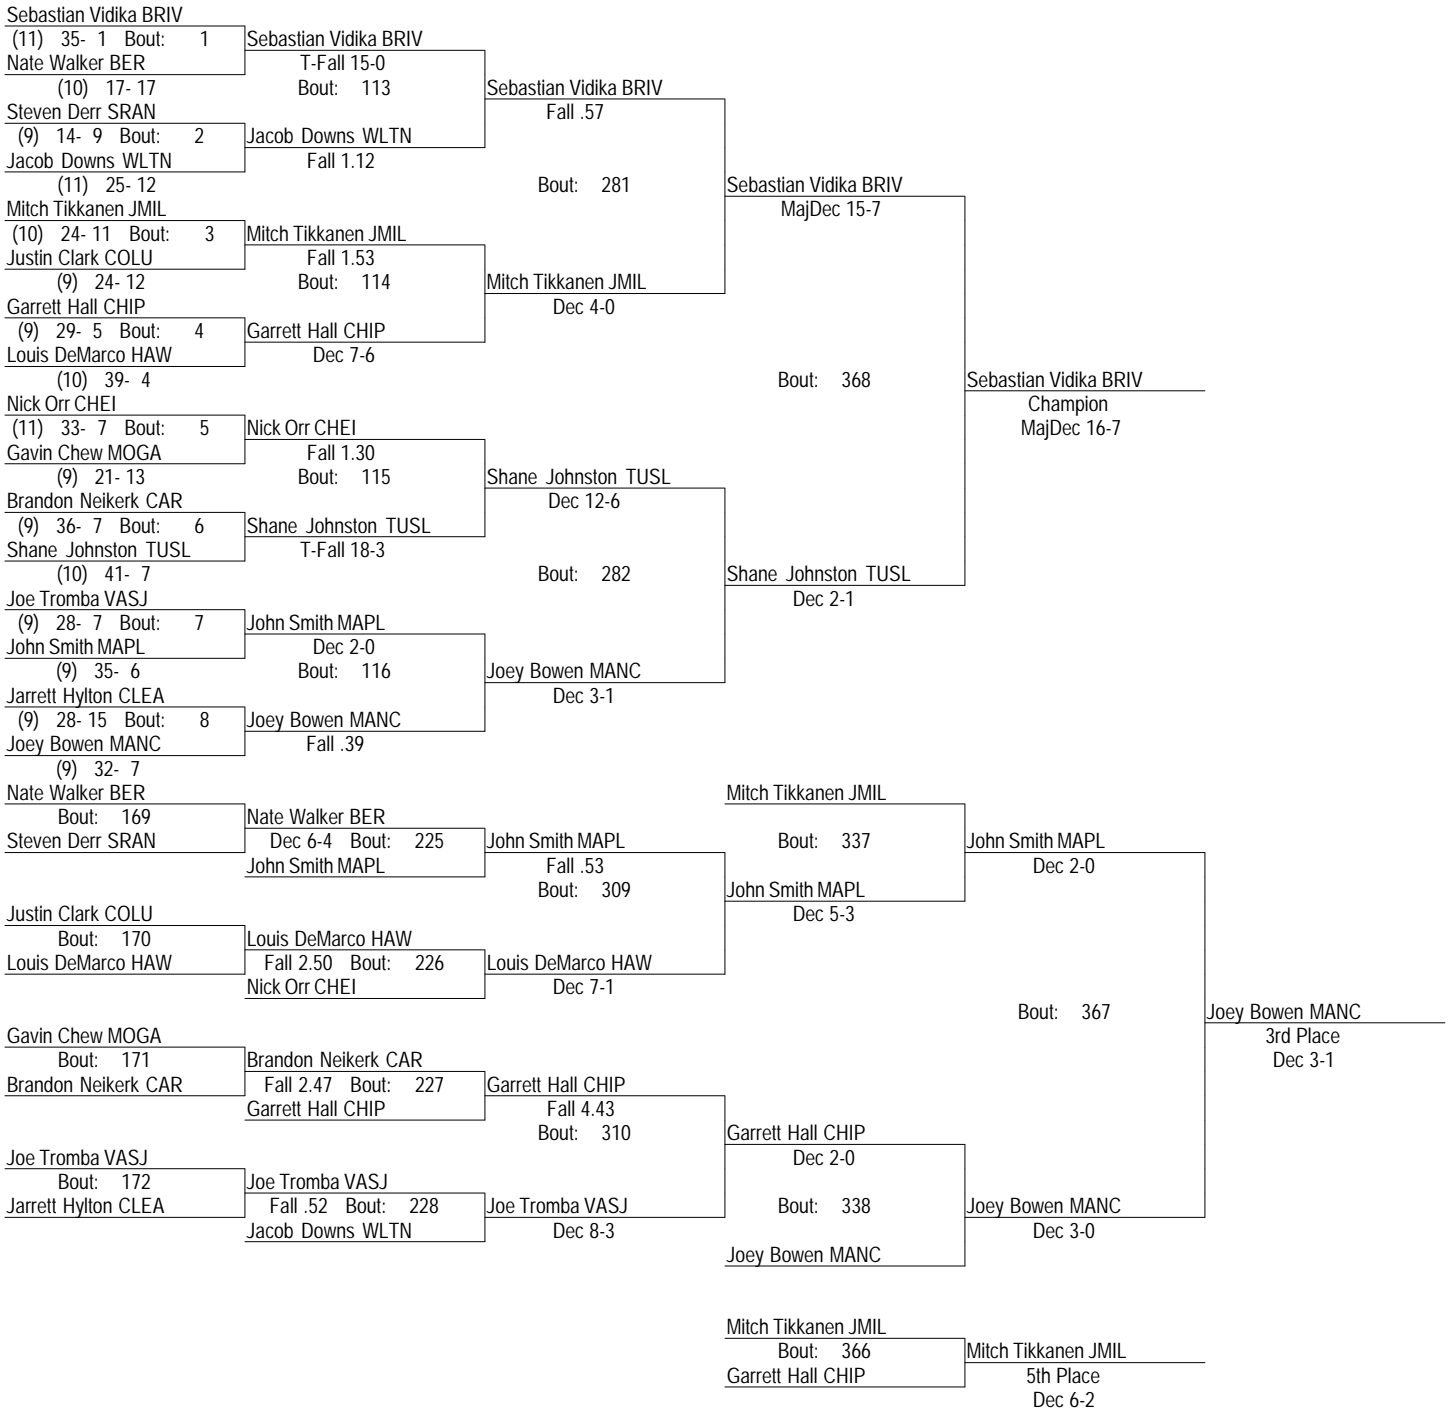 Sebastian Vidika BRIV
(11) 35- 1 Bout: 1 Sebastian Vidika BRIV
Nate Walker BER T-Fall 15-0
(10) 17- 17 Bout: 113 Sebastian Vidika BRIV
Steven Derr SRAN Fall .57
(9) 14- 9 Bout: 2 Jacob Downs WLTN
Jacob Downs WLTN Fall 1.12
(11) 25- 12 Bout: 281 Sebastian Vidika BRIV
Mitch Tikkanen JMIL MajDec 15-7
(10) 24- 11 Bout: 3 Mitch Tikkanen JMIL
Justin Clark COLU Fall 1.53
(9) 24- 12 Bout: 114 Mitch Tikkanen JMIL
Garrett Hall CHIP Dec 4-0
(9) 29- 5 Bout: 4 Garrett Hall CHIP
Louis DeMarco HAW Dec 7-6
(10) 39- 4 Bout: 368 Sebastian Vidika BRIV
Nick Orr CHEI Champion
(11) 33- 7 Bout: 5 Nick Orr CHEI MajDec 16-7
Gavin Chew MOGA Fall 1.30
(9) 21- 13 Bout: 115 Shane Johnston TUSL
Brandon Neikerk CAR Dec 12-6
(9) 36- 7 Bout: 6 Shane Johnston TUSL
Shane Johnston TUSL T-Fall 18-3
(10) 41- 7 Bout: 282 Shane Johnston TUSL
Joe Tromba VASJ Dec 2-1
(9) 28- 7 Bout: 7 John Smith MAPL
John Smith MAPL Dec 2-0
(9) 35- 6 Bout: 116 Joey Bowen MANC
Jarrett Hylton CLEA Dec 3-1
(9) 28- 15 Bout: 8 Joey Bowen MANC
Joey Bowen MANC Fall .39
(9) 32- 7
Nate Walker BER Mitch Tikkanen JMIL
Bout: 169 Nate Walker BER
Steven Derr SRAN Dec 6-4 Bout: 225 John Smith MAPL Bout: 337 John Smith MAPL
John Smith MAPL Fall .53 Dec 2-0
Bout: 309 John Smith MAPL
Justin Clark COLU Dec 5-3
Bout: 170 Louis DeMarco HAW
Louis DeMarco HAW Fall 2.50 Bout: 226 Louis DeMarco HAW
Nick Orr CHEI Dec 7-1
Bout: 367 Joey Bowen MANC
Gavin Chew MOGA 3rd Place
Bout: 171 Brandon Neikerk CAR Dec 3-1
Brandon Neikerk CAR Fall 2.47 Bout: 227 Garrett Hall CHIP
Garrett Hall CHIP Fall 4.43
Bout: 310 Garrett Hall CHIP
Joe Tromba VASJ Dec 2-0
Bout: 172 Joe Tromba VASJ
Jarrett Hylton CLEA Fall .52 Bout: 228 Joe Tromba VASJ Bout: 338 Joey Bowen MANC
Jacob Downs WLTN Dec 8-3 Dec 3-0
Joey Bowen MANC
Mitch Tikkanen JMIL
Bout: 366 Mitch Tikkanen JMIL
Garrett Hall CHIP 5th Place
Dec 6-2